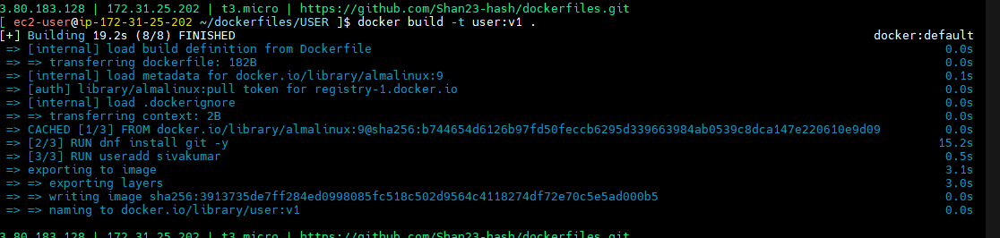 3.80.183.128 | 172.31.25.202 | t3.micro | https://github.com/Shan23-hash/dockerfiles.git
[ ec2-user@ip-172-31-25-202 ~/dockerfiles/USER ]$ docker build -t user:v1 .
[+] Building 19.2s (8/8) FINISHED docker:default
=> [internal] load build definition from Dockerfile 0.0s
=> => transferring dockerfile: 182B 0.0s
=> [internal] load metadata for docker.io/library/almalinux:9 0.1s
=> [auth] library/almalinux:pull token for registry-1.docker.io 0.0s
=> [internal] load .dockerignore 0.0s
=> => transferring context: 2B 0.0s
=> CACHED [1/3] FROM docker.io/library/almalinux:9@sha256:b744654d6126b97fd50feccb6295d339663984ab0539c8dca147e220610e9d09 0.0s
=> [2/3] RUN dnf install git -y 15.2s
=> [3/3] RUN useradd sivakumar 0.5s
=> exporting to image 3.1s
=> => exporting layers 3.0s
=> => writing image sha256:3913735de7ff284ed0998085fc518c502d9564c4118274df72e70c5e5ad000b5 0.0s
=> => naming to docker.io/library/user:v1 0.0s
3.80.183.128 | 172.31.25.202 | t3.micro | https://github.com/Shan23-hash/dockerfiles.git